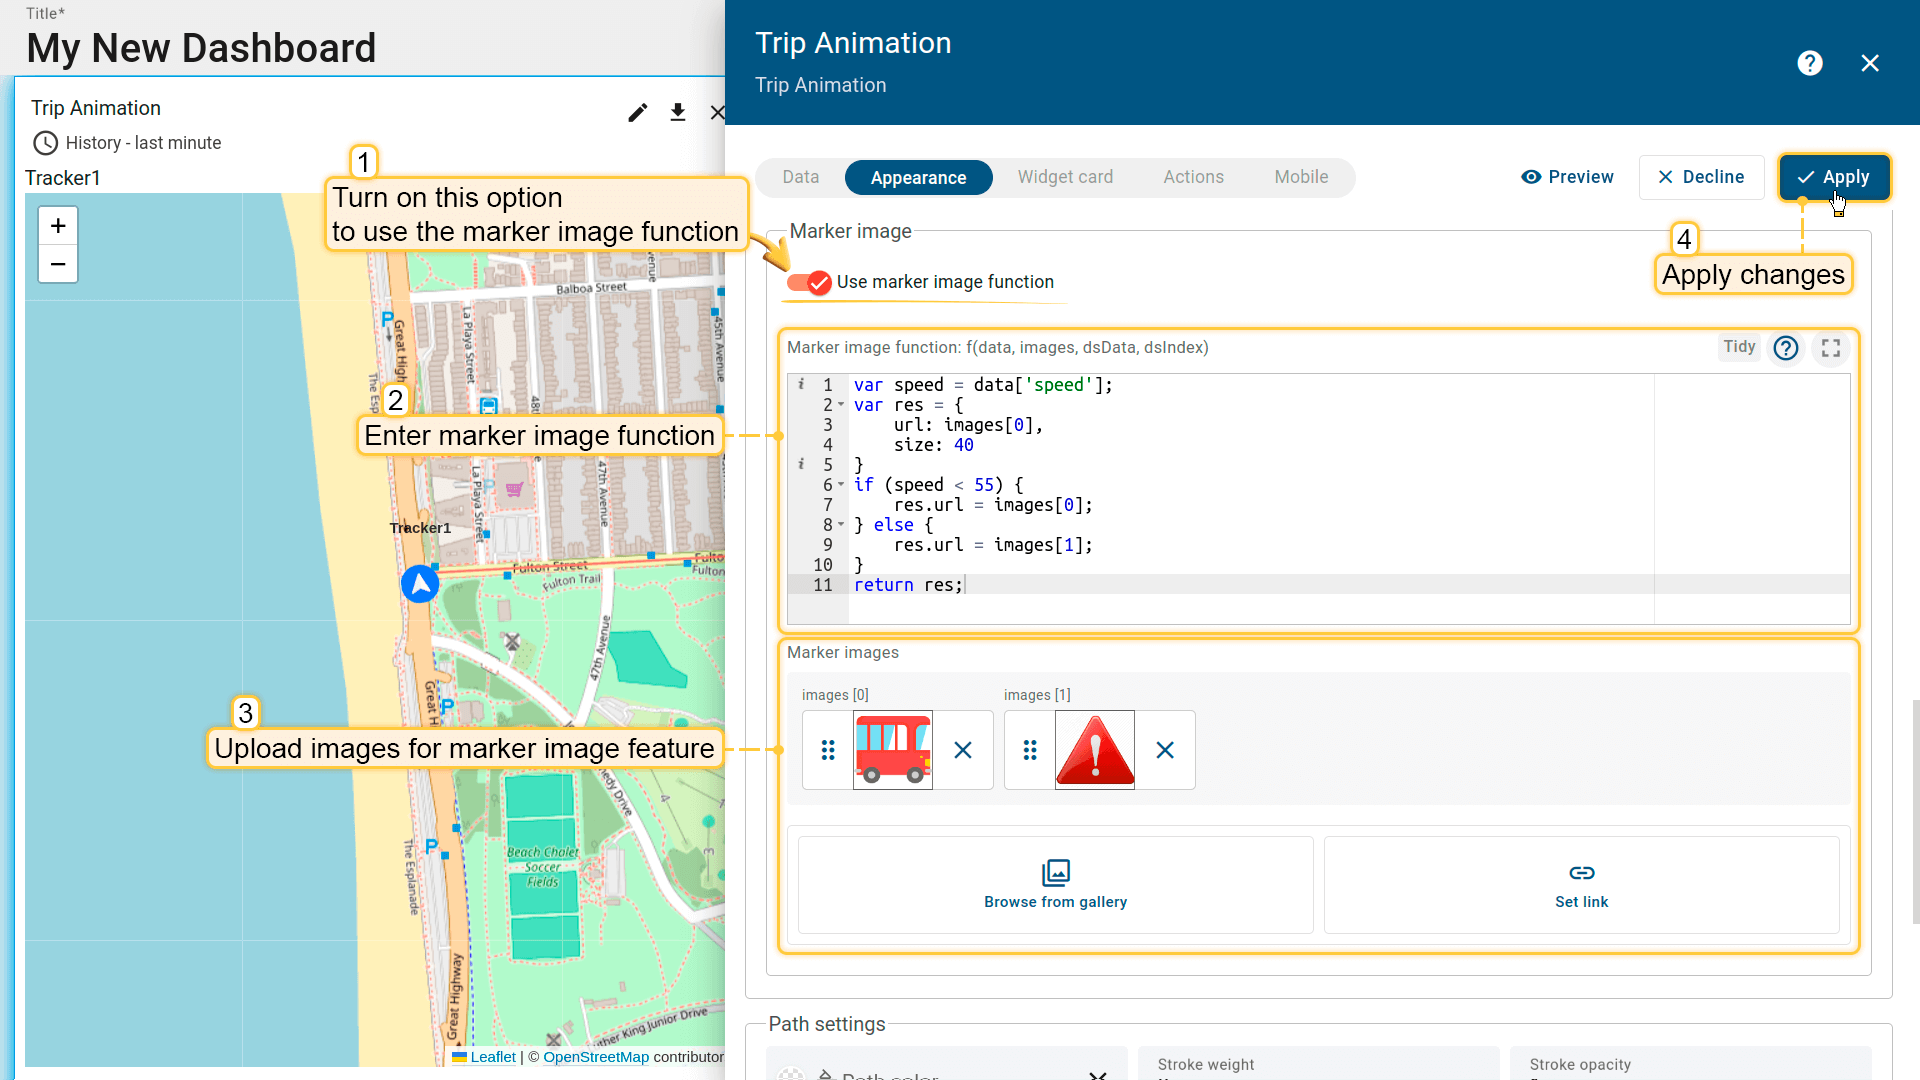 Title*
My New Dashboard
Trip Animation
History - last minute
Tracker1
+
−
1
Turn on this option
to use the marker image function
Balboa Street
La Playa Street
45th Avenue
Great High
P
2
Enter marker image function
La Playa Street
47th Avenue
Tracker1
Fulton Street
Fulton Trail
Fulton
47th Avenue
Great H
P
3
Upload images for marker image feature
P
The Esplanade
Beach Chalet
Soccer
Fields
Great Highway
uther King Junior Drive
Leaflet | © OpenStreetMap contributor
Trip Animation
Trip Animation
?
Data
Appearance
Widget card
Actions
Mobile
Preview
Decline
Apply
4
Apply changes
Marker image
Use marker image function
Marker image function: f(data, images, dsData, dsIndex)
Tidy
?
1 var speed = data['speed'];
2 var res = {
3 url: images[0],
4 size: 40
5 }
6 if (speed < 55) {
7 res.url = images[0];
8 } else {
9 res.url = images[1];
10 }
11 return res;
Marker images
images [0]
images [1]
Browse from gallery
Set link
Path settings
Path color
Stroke weight
Stroke opacity